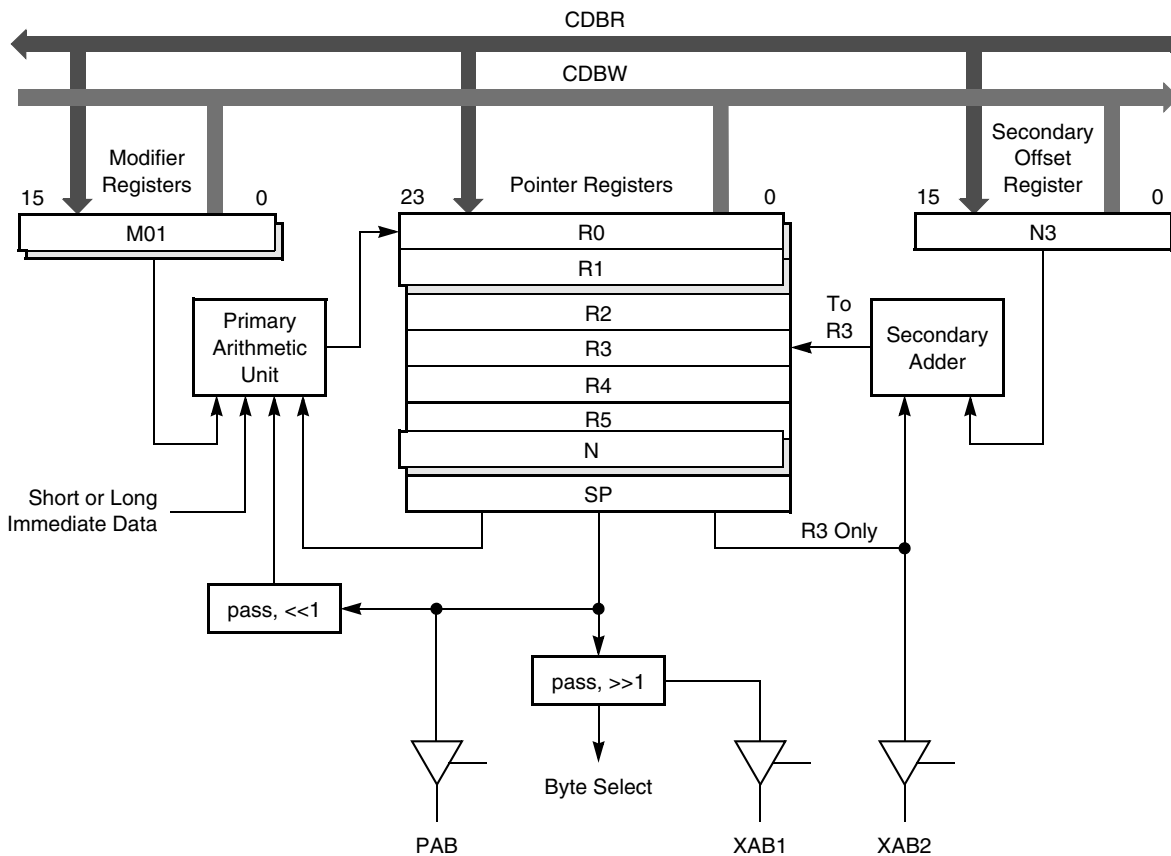 CDBR
CDBW
Modifier
Registers
Pointer Registers
Secondary
Offset
Register
15
0
23
0
15
0
M01
R0
N3
R1
R2
R3
R4
R5
N
SP
Primary
Arithmetic
Unit
To
R3
Secondary
Adder
Short or Long
Immediate Data
R3 Only
pass, <<1
pass, >>1
Byte Select
PAB
XAB1
XAB2